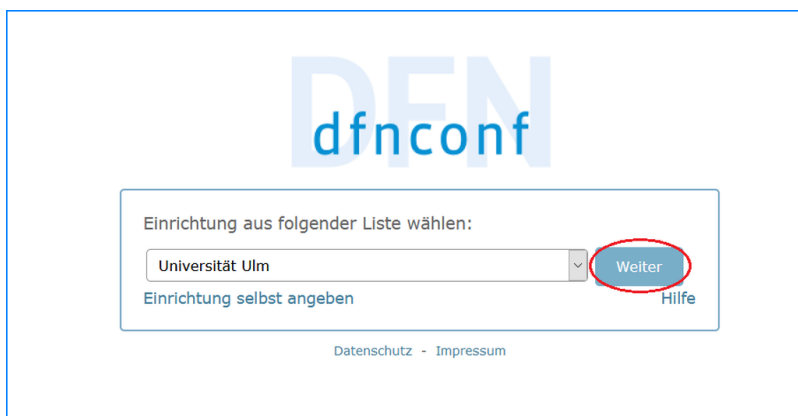 DFN
dfnconf
Einrichtung aus folgender Liste wählen:
Universität Ulm
Weiter
Einrichtung selbst angeben
Hilfe
Datenschutz - Impressum